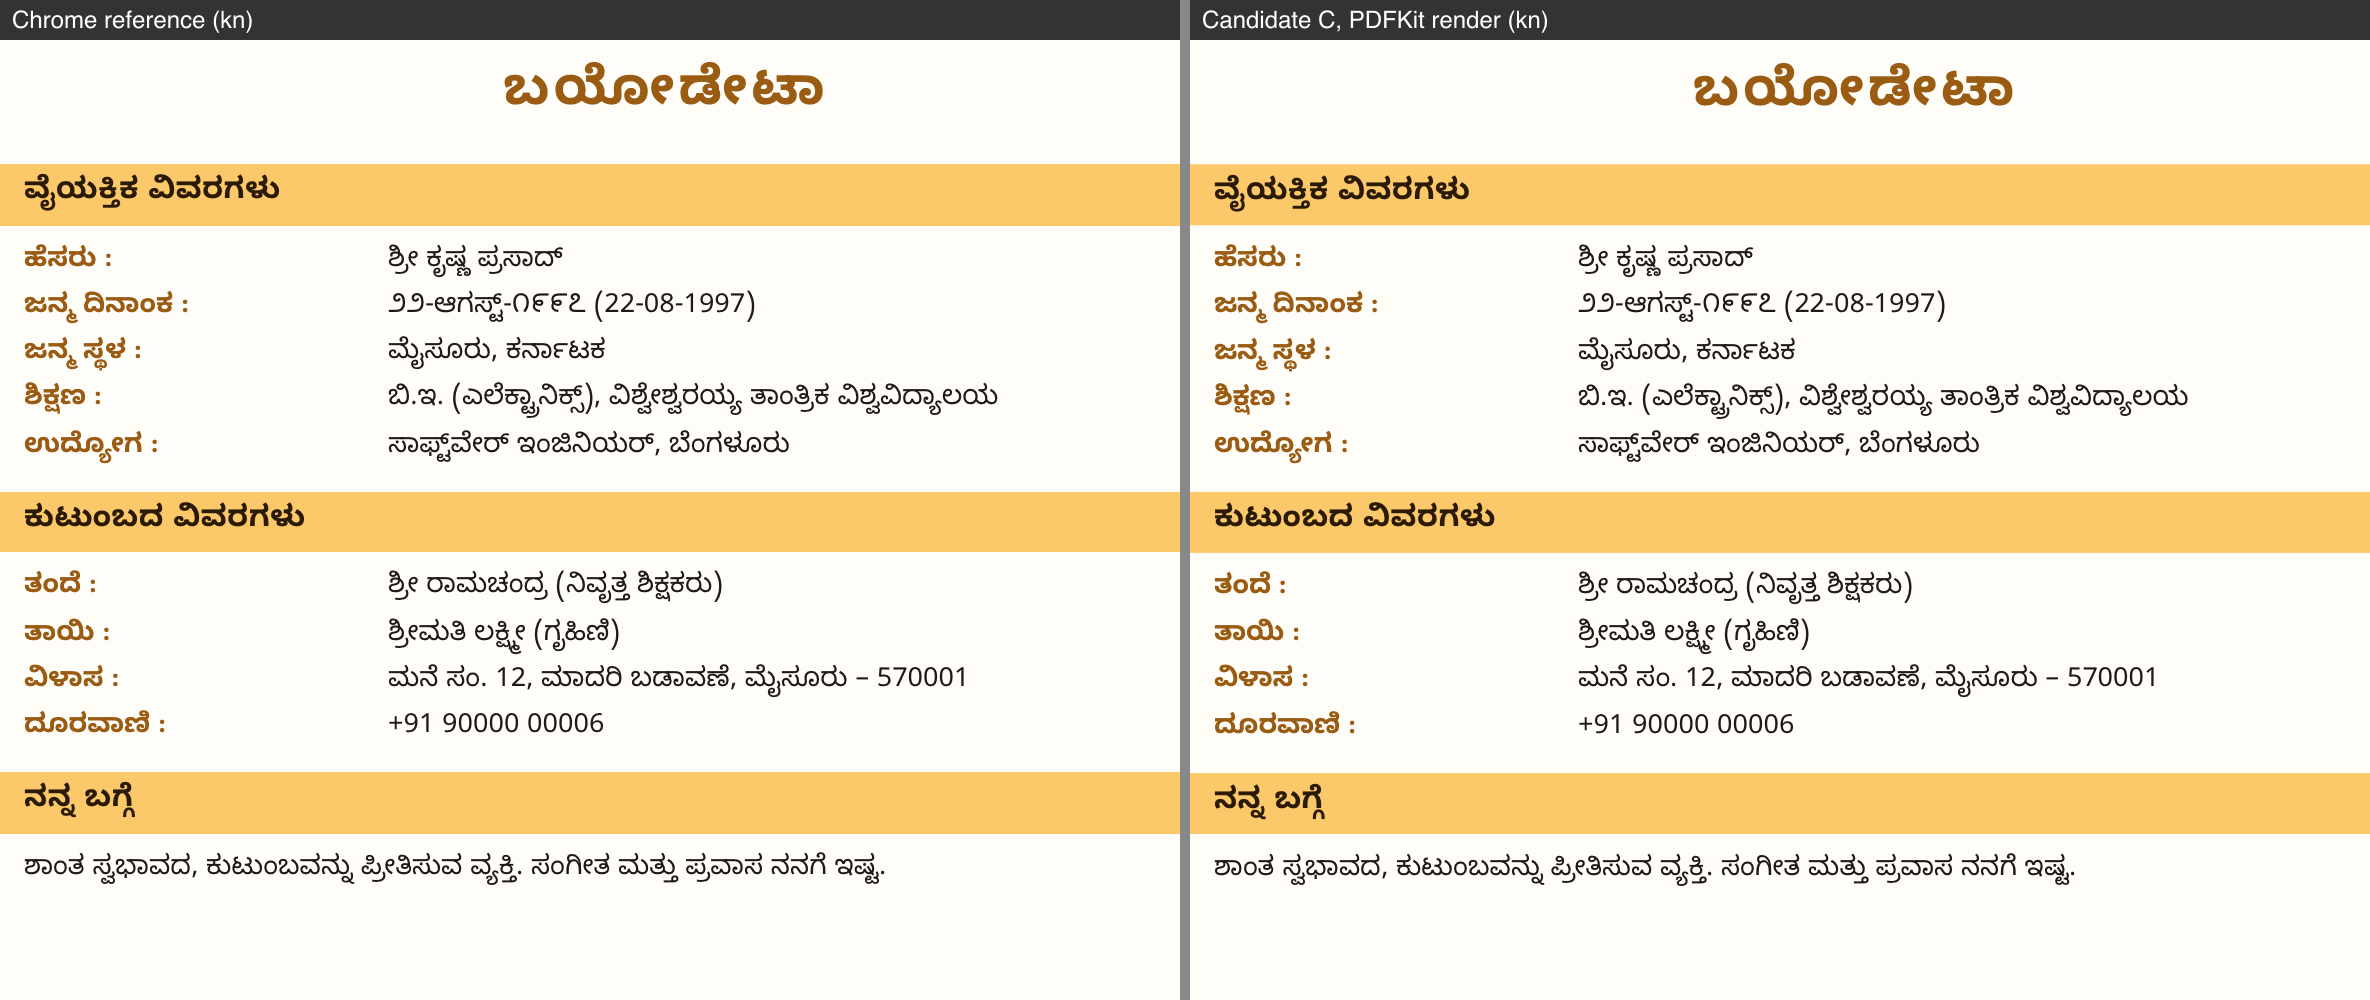 Chrome reference (kn)
ಬಯೋಡೇಟಾ
ವೈಯಕ್ತಿಕ ವಿವರಗಳು
ಹೆಸರು : ಶ್ರೀ ಕೃಷ್ಣ ಪ್ರಸಾದ್
ಜನ್ಮ ದಿನಾಂಕ : ೨೨-ಆಗಸ್ಟ್-೧೯೯೭ (22-08-1997)
ಜನ್ಮ ಸ್ಥಳ : ಮೈಸೂರು, ಕರ್ನಾಟಕ
ಶಿಕ್ಷಣ : ಬಿ.ಇ. (ಎಲೆಕ್ಟ್ರಾನಿಕ್ಸ್), ವಿಶ್ವೇಶ್ವರಯ್ಯ ತಾಂತ್ರಿಕ ವಿಶ್ವವಿದ್ಯಾಲಯ
ಉದ್ಯೋಗ : ಸಾಫ್ಟ್‌ವೇರ್ ಇಂಜಿನಿಯರ್, ಬೆಂಗಳೂರು
ಕುಟುಂಬದ ವಿವರಗಳು
ತಂದೆ : ಶ್ರೀ ರಾಮಚಂದ್ರ (ನಿವೃತ್ತ ಶಿಕ್ಷಕರು)
ತಾಯಿ : ಶ್ರೀಮತಿ ಲಕ್ಷ್ಮೀ (ಗೃಹಿಣಿ)
ವಿಳಾಸ : ಮನೆ ಸಂ. 12, ಮಾದರಿ ಬಡಾವಣೆ, ಮೈಸೂರು – 570001
ದೂರವಾಣಿ : +91 90000 00006
ನನ್ನ ಬಗ್ಗೆ
ಶಾಂತ ಸ್ವಭಾವದ, ಕುಟುಂಬವನ್ನು ಪ್ರೀತಿಸುವ ವ್ಯಕ್ತಿ. ಸಂಗೀತ ಮತ್ತು ಪ್ರವಾಸ ನನಗೆ ಇಷ್ಟ.
Candidate C, PDFKit render (kn)
ಬಯೋಡೇಟಾ
ವೈಯಕ್ತಿಕ ವಿವರಗಳು
ಹೆಸರು : ಶ್ರೀ ಕೃಷ್ಣ ಪ್ರಸಾದ್
ಜನ್ಮ ದಿನಾಂಕ : ೨೨-ಆಗಸ್ಟ್-೧೯೯೭ (22-08-1997)
ಜನ್ಮ ಸ್ಥಳ : ಮೈಸೂರು, ಕರ್ನಾಟಕ
ಶಿಕ್ಷಣ : ಬಿ.ಇ. (ಎಲೆಕ್ಟ್ರಾನಿಕ್ಸ್), ವಿಶ್ವೇಶ್ವರಯ್ಯ ತಾಂತ್ರಿಕ ವಿಶ್ವವಿದ್ಯಾಲಯ
ಉದ್ಯೋಗ : ಸಾಫ್ಟ್‌ವೇರ್ ಇಂಜಿನಿಯರ್, ಬೆಂಗಳೂರು
ಕುಟುಂಬದ ವಿವರಗಳು
ತಂದೆ : ಶ್ರೀ ರಾಮಚಂದ್ರ (ನಿವೃತ್ತ ಶಿಕ್ಷಕರು)
ತಾಯಿ : ಶ್ರೀಮತಿ ಲಕ್ಷ್ಮೀ (ಗೃಹಿಣಿ)
ವಿಳಾಸ : ಮನೆ ಸಂ. 12, ಮಾದರಿ ಬಡಾವಣೆ, ಮೈಸೂರು – 570001
ದೂರವಾಣಿ : +91 90000 00006
ನನ್ನ ಬಗ್ಗೆ
ಶಾಂತ ಸ್ವಭಾವದ, ಕುಟುಂಬವನ್ನು ಪ್ರೀತಿಸುವ ವ್ಯಕ್ತಿ. ಸಂಗೀತ ಮತ್ತು ಪ್ರವಾಸ ನನಗೆ ಇಷ್ಟ.